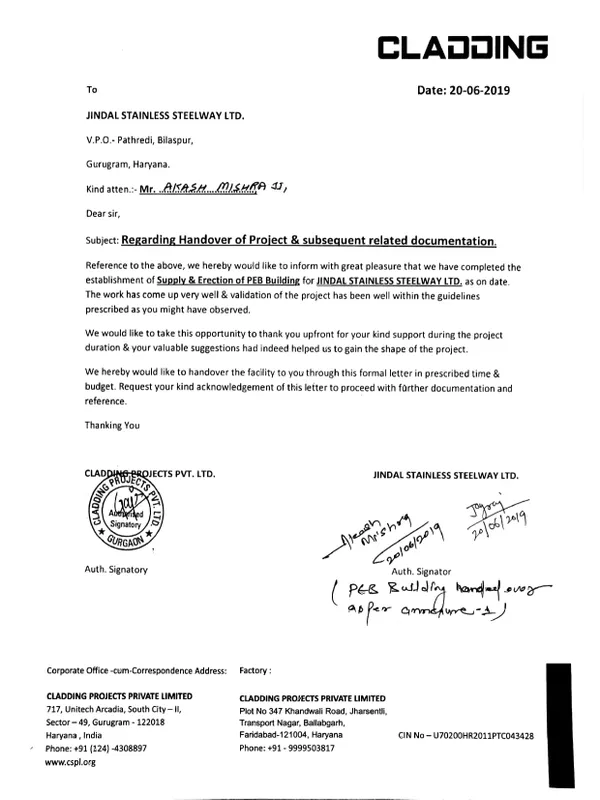 CLADDING
To
Date: 20-06-2019
JINDAL STAINLESS STEELWAY LTD.
V.P.O.- Pathredi, Bilaspur,
Gurugram, Haryana.
Kind atten.:- Mr. AKASH MISHRA JI,
Dear sir,
Subject: Regarding Handover of Project & subsequent related documentation.
Reference to the above, we hereby would like to inform with great pleasure that we have completed the
establishment of Supply & Erection of PEB Building for JINDAL STAINLESS STEELWAY LTD. as on date.
The work has come up very well & validation of the project has been well within the guidelines
prescribed as you might have observed.
We would like to take this opportunity to thank you upfront for your kind support during the project
duration & your valuable suggestions had indeed helped us to gain the shape of the project.
We hereby would like to handover the facility to you through this formal letter in prescribed time &
budget. Request your kind acknowledgement of this letter to proceed with further documentation and
reference.
Thanking You
CLADDING PROJECTS PVT. LTD.
JINDAL STAINLESS STEELWAY LTD.
CLADDING PROJECTS PVT. LTD.
Authorised
Signatory
★ GURGAON ★
Akash
Mishra
20/06/2019
20/06/2019
Auth. Signatory
Auth. Signator
(PEB Building handed over
as per annexure-1)
Corporate Office -cum-Correspondence Address:
Factory :
CLADDING PROJECTS PRIVATE LIMITED
717, Unitech Arcadia, South City – II,
Sector – 49, Gurugram - 122018
Haryana , India
Phone: +91 (124) -4308897
www.cspl.org
CLADDING PROJECTS PRIVATE LIMITED
Plot No 347 Khandwali Road, Jharsentli,
Transport Nagar, Ballabgarh,
Faridabad-121004, Haryana
Phone: +91 - 9999503817
CIN No – U70200HR2011PTC043428